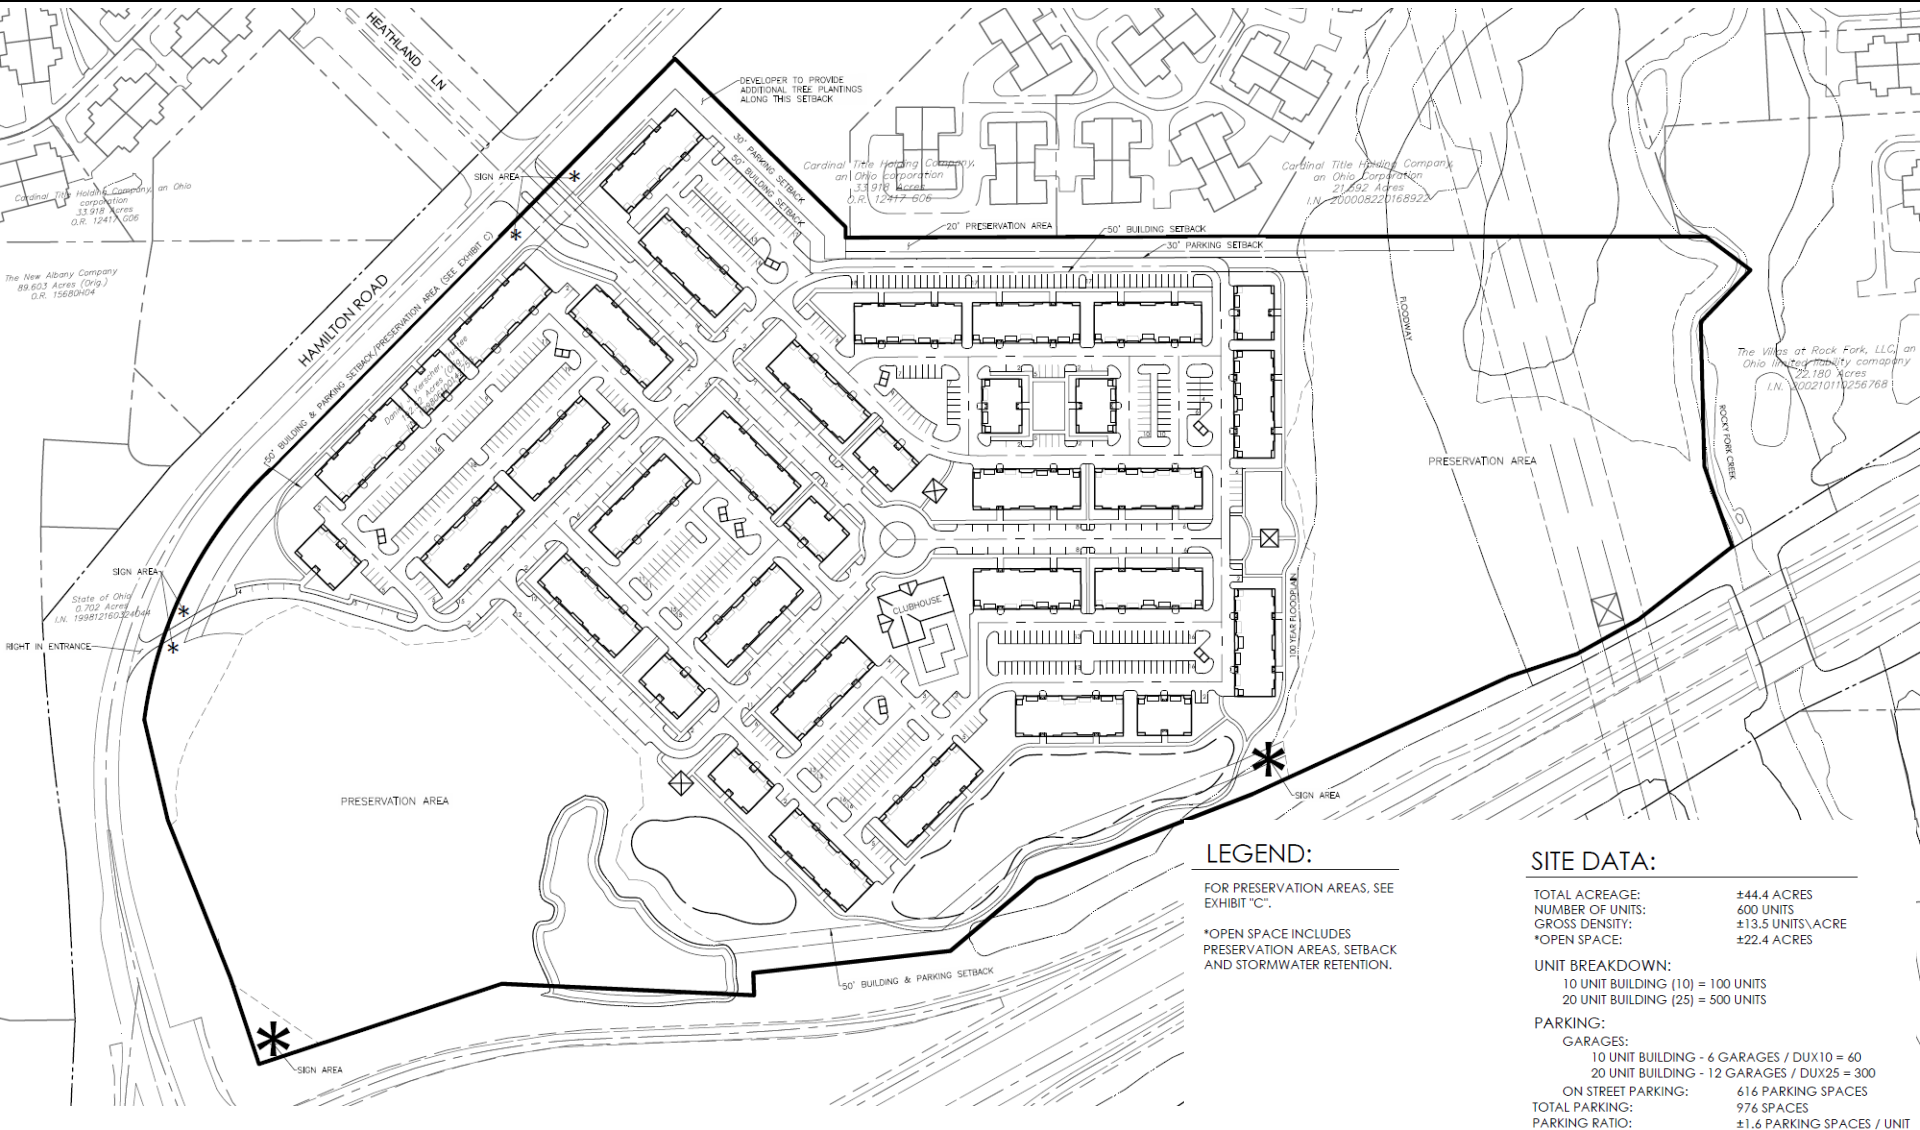 HEATHLAND LN
DEVELOPER TO PROVIDE
ADDITIONAL TREE PLANTINGS
ALONG THIS SETBACK
30' PARKING SETBACK
50' BUILDING SETBACK
SIGN AREA
Cardinal Title Holding Company, an Ohio
corporation
33.918 Acres
O.R. 12417 G06
Cardinal Title Holding Company,
an Ohio corporation
33.918 Acres
O.R. 12417 G06
Cardinal Title Holding Company,
an Ohio Corporation
21.692 Acres
I.N. 200008220168922
20' PRESERVATION AREA
50' BUILDING SETBACK
30' PARKING SETBACK
The New Albany Company
89.603 Acres (Orig.)
O.R. 15680H04
HAMILTON ROAD
50' BUILDING & PARKING SETBACK/PRESERVATION AREA (SEE EXHIBIT C)
FLOODWAY
The Villas at Rock Fork, LLC, an
Ohio limited liability comapany
22.180 Acres
I.N. 200210110256768
ROCKY FORK CREEK
PRESERVATION AREA
SIGN AREA
State of Ohio
0.702 Acres
I.N. 199812160324044
RIGHT IN ENTRANCE
CLUBHOUSE
100 YEAR FLOODPLAIN
PRESERVATION AREA
SIGN AREA
50' BUILDING & PARKING SETBACK
SIGN AREA
LEGEND:
FOR PRESERVATION AREAS, SEE
EXHIBIT "C".
*OPEN SPACE INCLUDES
PRESERVATION AREAS, SETBACK
AND STORMWATER RETENTION.
SITE DATA:
TOTAL ACREAGE: ±44.4 ACRES
NUMBER OF UNITS: 600 UNITS
GROSS DENSITY: ±13.5 UNITS\ACRE
*OPEN SPACE: ±22.4 ACRES
UNIT BREAKDOWN:
10 UNIT BUILDING (10) = 100 UNITS
20 UNIT BUILDING (25) = 500 UNITS
PARKING:
GARAGES:
10 UNIT BUILDING - 6 GARAGES / DUX10 = 60
20 UNIT BUILDING - 12 GARAGES / DUX25 = 300
ON STREET PARKING: 616 PARKING SPACES
TOTAL PARKING: 976 SPACES
PARKING RATIO: ±1.6 PARKING SPACES / UNIT